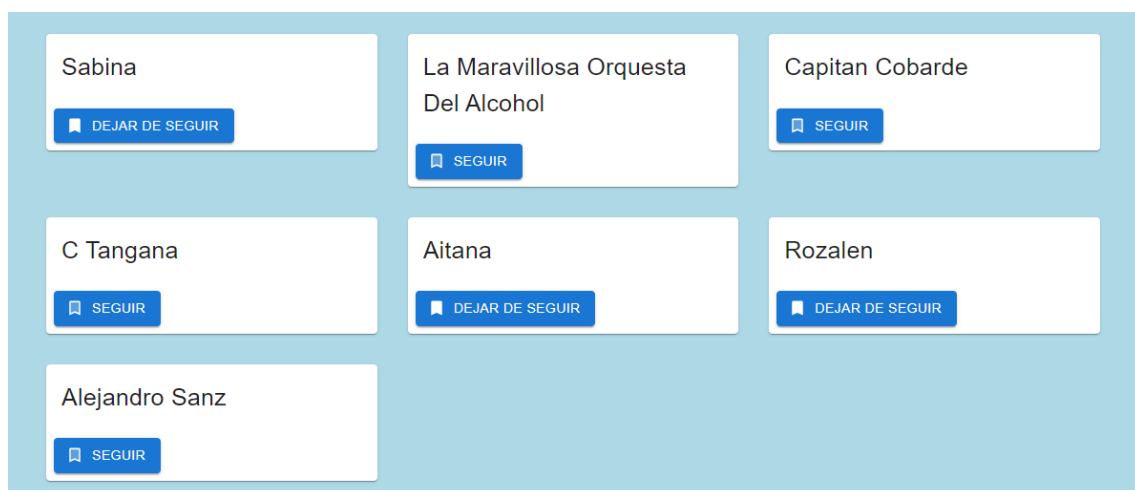 Sabina
DEJAR DE SEGUIR
La Maravillosa Orquesta
Del Alcohol
SEGUIR
Capitan Cobarde
SEGUIR
C Tangana
SEGUIR
Aitana
DEJAR DE SEGUIR
Rozalen
DEJAR DE SEGUIR
Alejandro Sanz
SEGUIR